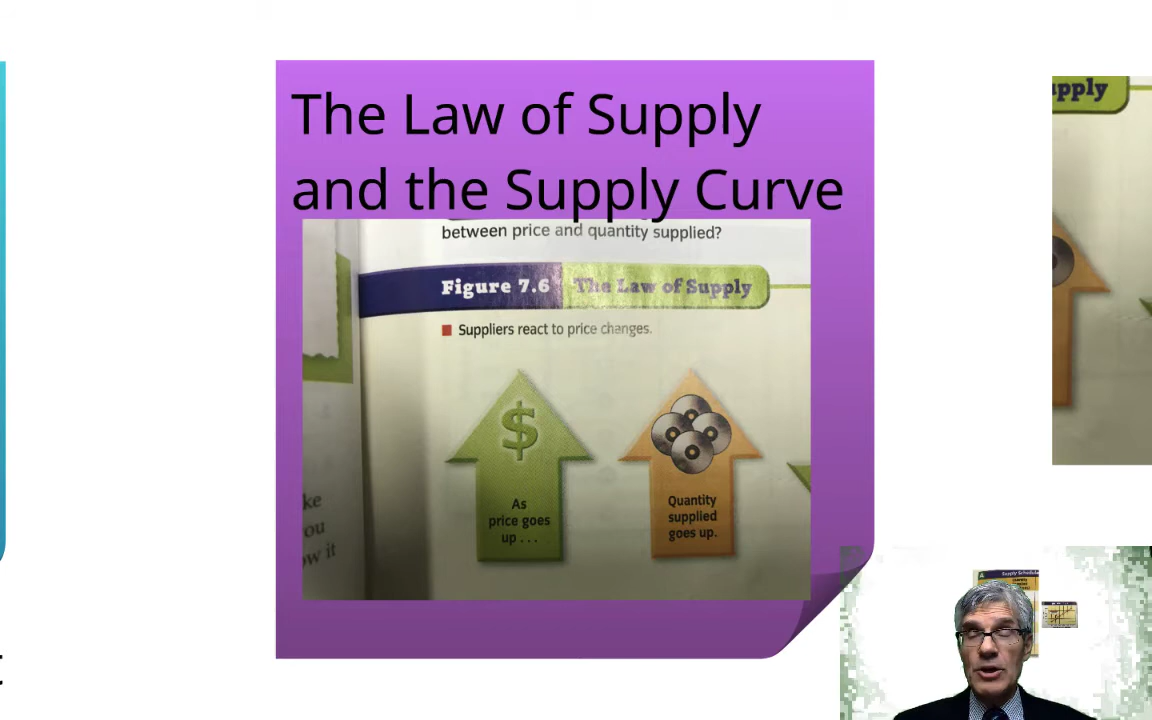 The Law of Supply
and the Supply Curve
between price and quantity supplied?
Figure 7.6 The Law of Supply
■ Suppliers react to price changes.
$
As
price goes
up . . .
Quantity
supplied
goes up.